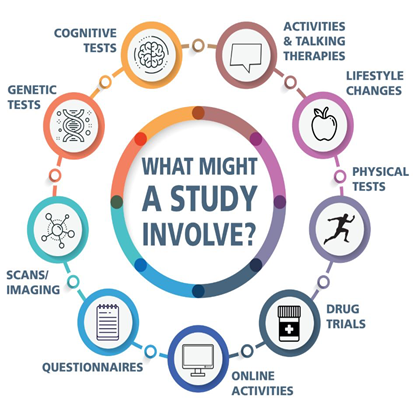 WHAT MIGHT
A STUDY
INVOLVE?
COGNITIVE
TESTS
ACTIVITIES
& TALKING
THERAPIES
LIFESTYLE
CHANGES
PHYSICAL
TESTS
DRUG
TRIALS
ONLINE
ACTIVITIES
QUESTIONNAIRES
SCANS/
IMAGING
GENETIC
TESTS